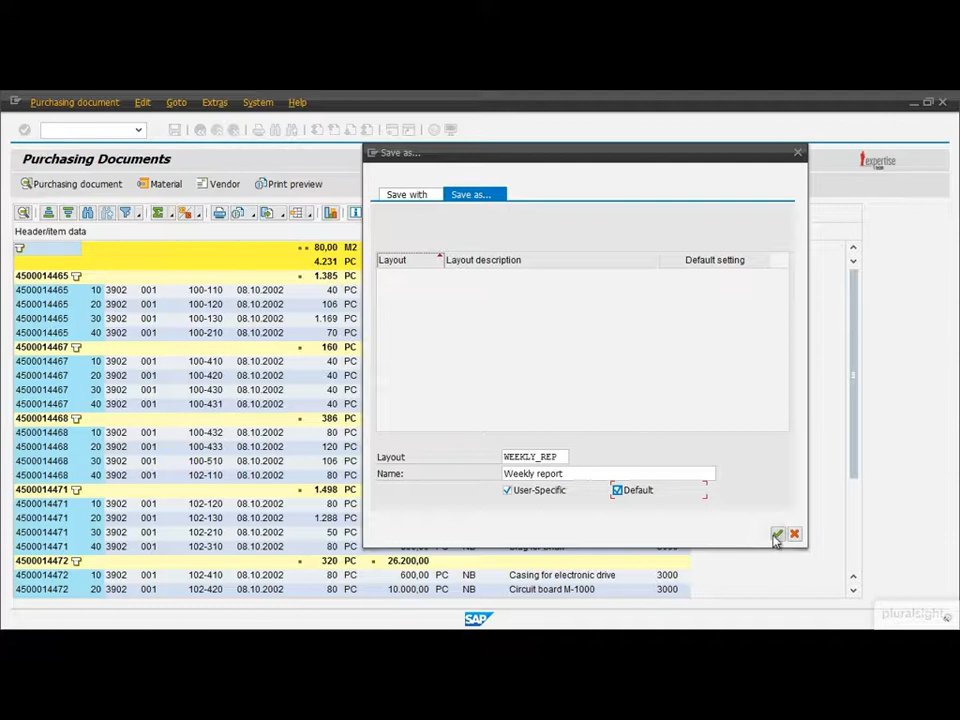 Purchasing document Edit Goto Extras System Help
Purchasing Documents
expertise
Purchasing document Material Vendor Print preview
Header/item data
80,00 M2
4.231 PC
4500014465 1.385 PC
4500014465 10 3902 001 100-110 08.10.2002 40 PC
4500014465 20 3902 001 100-120 08.10.2002 106 PC
4500014465 30 3902 001 100-130 08.10.2002 1.169 PC
4500014465 40 3902 001 100-210 08.10.2002 70 PC
4500014467 160 PC
4500014467 10 3902 001 100-410 08.10.2002 40 PC
4500014467 20 3902 001 100-420 08.10.2002 40 PC
4500014467 30 3902 001 100-430 08.10.2002 40 PC
4500014467 40 3902 001 100-431 08.10.2002 40 PC
4500014468 386 PC
4500014468 10 3902 001 100-432 08.10.2002 80 PC
4500014468 20 3902 001 100-433 08.10.2002 120 PC
4500014468 30 3902 001 100-510 08.10.2002 106 PC
4500014468 40 3902 001 102-110 08.10.2002 80 PC
4500014471 1.498 PC
4500014471 10 3902 001 102-120 08.10.2002 80 PC
4500014471 20 3902 001 102-130 08.10.2002 1.288 PC
4500014471 30 3902 001 102-210 08.10.2002 50 PC
4500014471 40 3902 001 102-310 08.10.2002 80 PC
4500014472 320 PC 26.200,00
4500014472 10 3902 001 102-410 08.10.2002 80 PC 600,00 PC NB Casing for electronic drive 3000
4500014472 20 3902 001 102-420 08.10.2002 80 PC 10.000,00 PC NB Circuit board M-1000 3000
Save as...
Save with Save as...
Layout Layout description Default setting
Layout WEEKLY_REP
Name: Weekly report
User-Specific Default
SAP
pluralsight